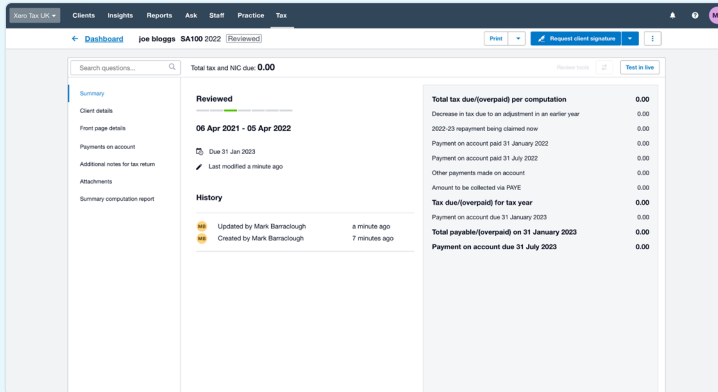 Xero Tax UK Clients Insights Reports Ask Staff Practice Tax
← Dashboard joe bloggs SA100 2022 Reviewed Print Request client signature
Search questions... Total tax and NIC due: 0.00 Review mode Test in live
Summary
Client details
Front page details
Payments on account
Additional notes for tax return
Attachments
Summary computation report
Reviewed
06 Apr 2021 - 05 Apr 2022
Due 31 Jan 2023
Last modified a minute ago
History
MB Updated by Mark Barraclough a minute ago
MB Created by Mark Barraclough 7 minutes ago
Total tax due/(overpaid) per computation 0.00
Decrease in tax due to an adjustment in an earlier year 0.00
2022-23 repayment being claimed now 0.00
Payment on account paid 31 January 2022 0.00
Payment on account paid 31 July 2022 0.00
Other payments made on account 0.00
Amount to be collected via PAYE 0.00
Tax due/(overpaid) for tax year 0.00
Payment on account due 31 January 2023 0.00
Total payable/(overpaid) on 31 January 2023 0.00
Payment on account due 31 July 2023 0.00